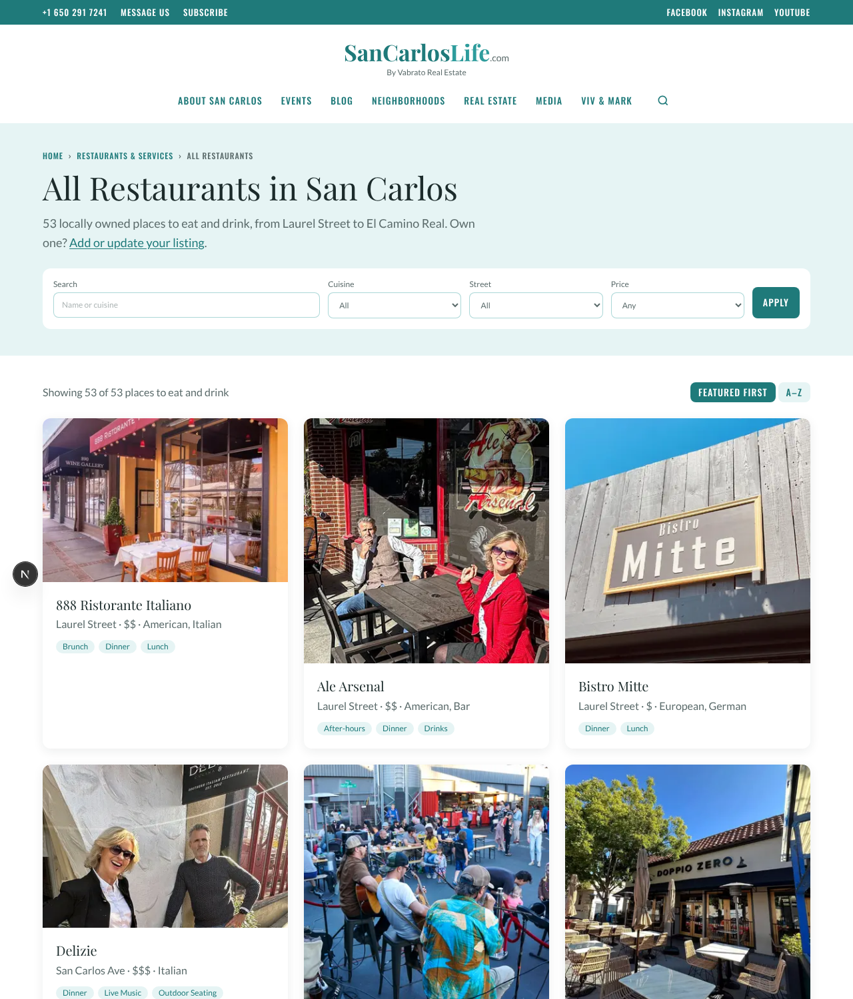 +1 650 291 7241 MESSAGE US SUBSCRIBE FACEBOOK INSTAGRAM YOUTUBE
SanCarlosLife.com
By Vabrato Real Estate
ABOUT SAN CARLOS EVENTS BLOG NEIGHBORHOODS REAL ESTATE MEDIA VIV & MARK
HOME › RESTAURANTS & SERVICES › ALL RESTAURANTS
All Restaurants in San Carlos
53 locally owned places to eat and drink, from Laurel Street to El Camino Real. Own
one? Add or update your listing.
Search Cuisine Street Price
Name or cuisine All All Any APPLY
Showing 53 of 53 places to eat and drink FEATURED FIRST A–Z
888 RISTORANTE
WINE GALLERY
Ale
Arsenal
Bistro
Mitte
N
888 Ristorante Italiano
Laurel Street · $$ · American, Italian
Brunch Dinner Lunch
Ale Arsenal
Laurel Street · $$ · American, Bar
After-hours Dinner Drinks
Bistro Mitte
Laurel Street · $ · European, German
Dinner Lunch
DOPPIO ZERO
Delizie
San Carlos Ave · $$$ · Italian
Dinner Live Music Outdoor Seating